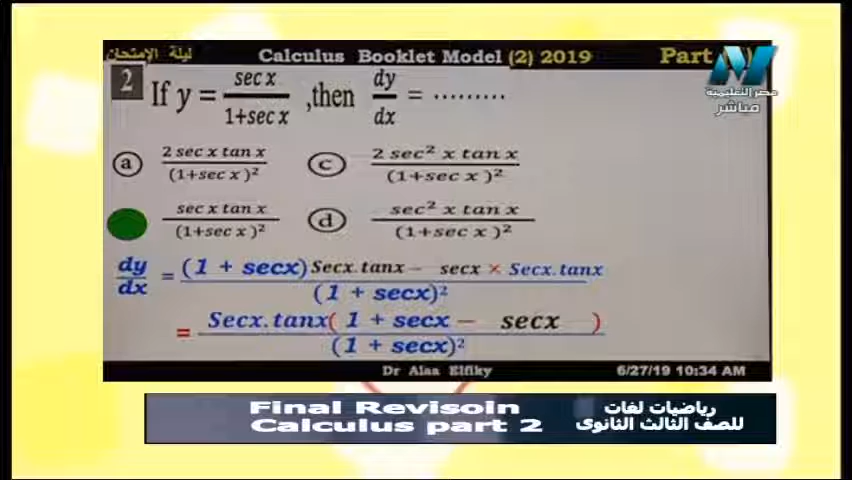 ليلة الإمتحان Calculus Booklet Model (2) 2019 Part
مصر التعليمية
مباشر
2 If y = sec x / 1+sec x ,then dy/dx = .........
a 2 sec x tan x / (1+sec x )² c 2 sec² x tan x / (1+sec x )²
sec x tan x / (1+sec x )² d sec² x tan x / (1+sec x )²
dy/dx = (1 + secx) Secx.tanx − secx × Secx.tanx / (1 + secx)²
= Secx.tanx( 1 + secx − secx ) / (1 + secx)²
Dr Alaa Elfiky 6/27/19 10:34 AM
Final Revisoin رياضيات لغات
Calculus part 2 للصف الثالث الثانوى